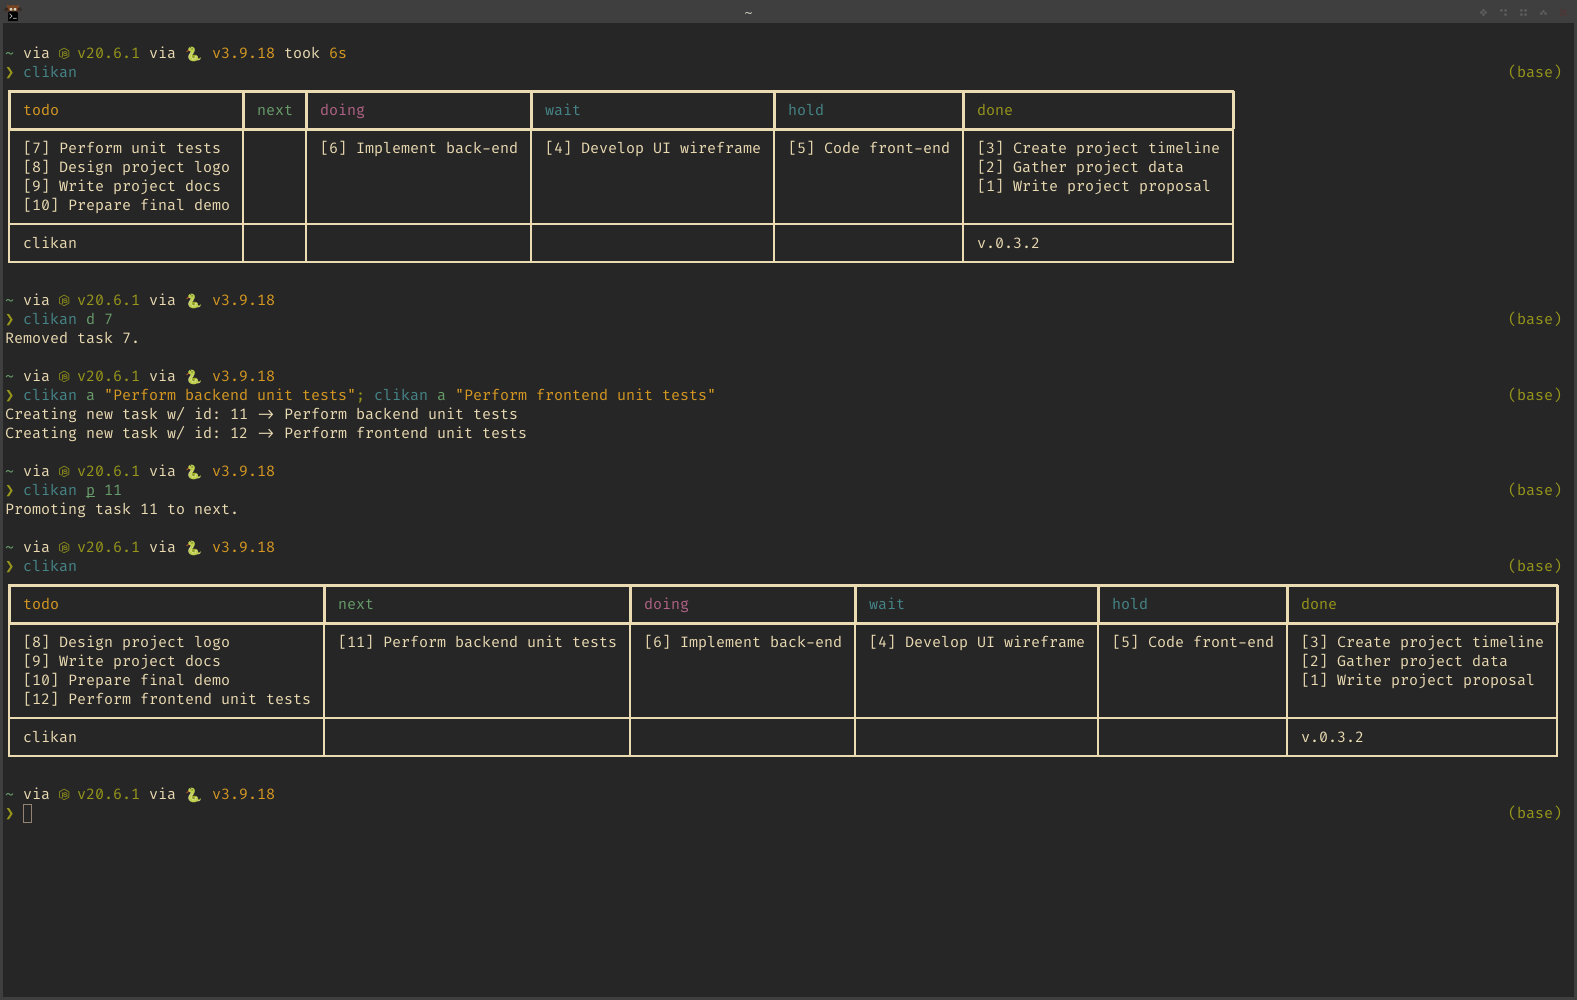 ~
~ via v20.6.1 via v3.9.18 took 6s
❯ clikan (base)
todo next doing wait hold done
[7] Perform unit tests [6] Implement back-end [4] Develop UI wireframe [5] Code front-end [3] Create project timeline
[8] Design project logo [2] Gather project data
[9] Write project docs [1] Write project proposal
[10] Prepare final demo
clikan v.0.3.2
~ via v20.6.1 via v3.9.18
❯ clikan d 7 (base)
Removed task 7.
~ via v20.6.1 via v3.9.18
❯ clikan a "Perform backend unit tests"; clikan a "Perform frontend unit tests" (base)
Creating new task w/ id: 11 -> Perform backend unit tests
Creating new task w/ id: 12 -> Perform frontend unit tests
~ via v20.6.1 via v3.9.18
❯ clikan p 11 (base)
Promoting task 11 to next.
~ via v20.6.1 via v3.9.18
❯ clikan (base)
todo next doing wait hold done
[8] Design project logo [11] Perform backend unit tests [6] Implement back-end [4] Develop UI wireframe [5] Code front-end [3] Create project timeline
[9] Write project docs [2] Gather project data
[10] Prepare final demo [1] Write project proposal
[12] Perform frontend unit tests
clikan v.0.3.2
~ via v20.6.1 via v3.9.18
❯ (base)